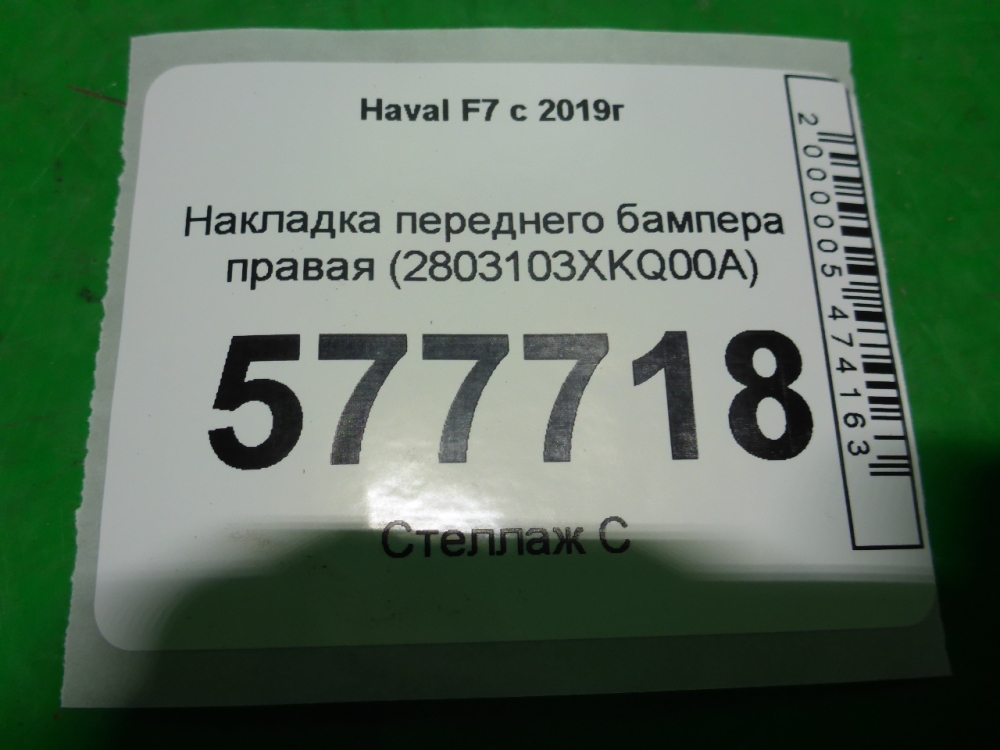 Haval F7 с 2019г
Накладка переднего бампера
правая (2803103XKQ00A)
577718
Стеллаж С
2000005474163